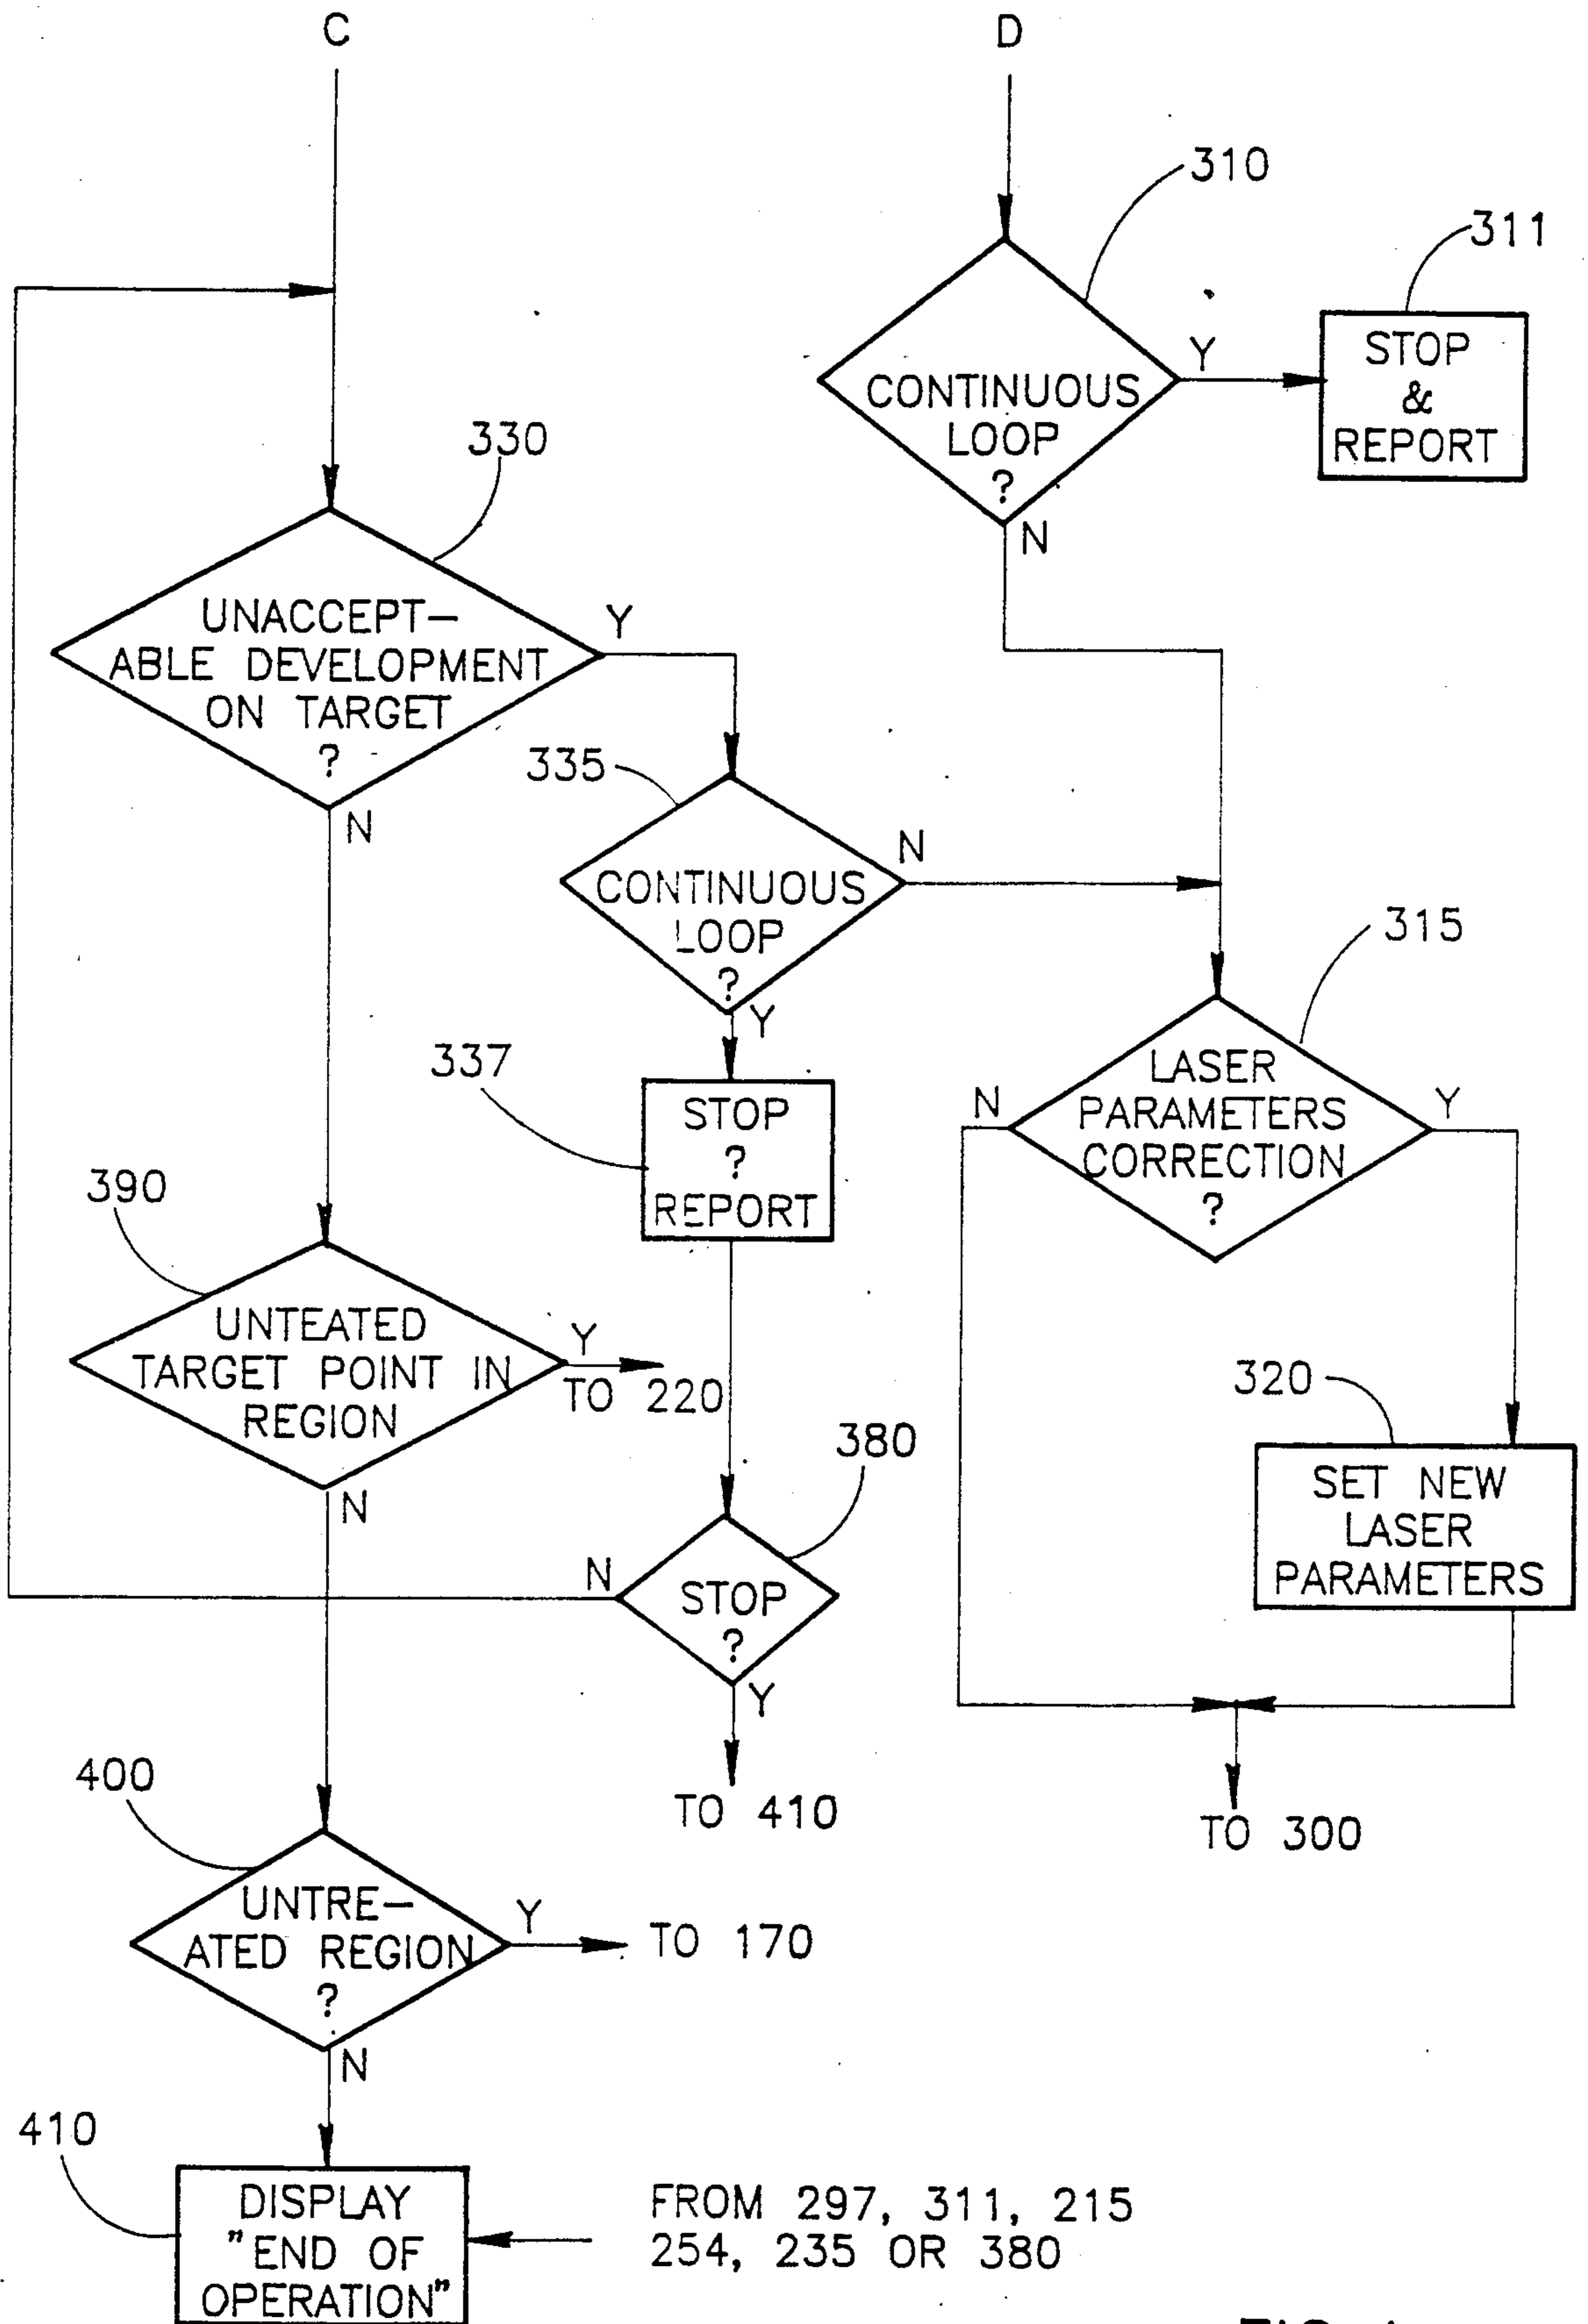 C
D
310
311
Y
STOP
&
REPORT
CONTINUOUS
LOOP
?
N
330
UNACCEPT-
ABLE DEVELOPMENT
ON TARGET
?
Y
N
335
CONTINUOUS
LOOP
?
N
Y
315
LASER
PARAMETERS
CORRECTION
?
N
Y
337
STOP
?
REPORT
390
UNTEATED
TARGET POINT IN
REGION
Y
TO 220
N
320
SET NEW
LASER
PARAMETERS
380
N
STOP
?
Y
TO 410
TO 300
400
UNTRE-
ATED REGION
?
Y
TO 170
N
410
DISPLAY
"END OF
OPERATION"
FROM 297, 311, 215
254, 235 OR 380